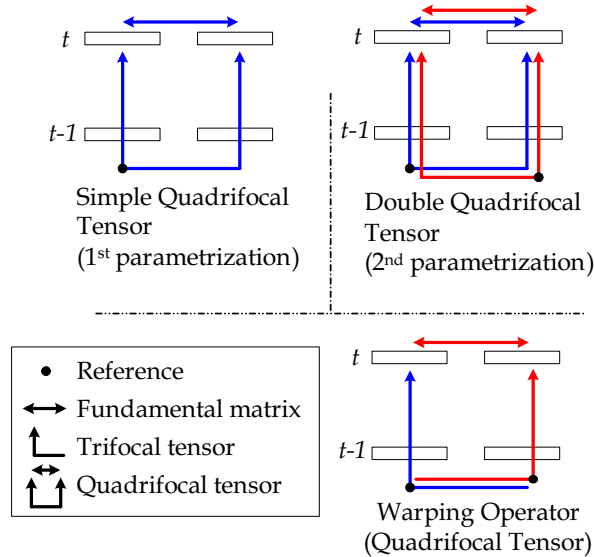 t
t-1
Simple Quadrifocal
Tensor
(1st parametrization)
t
t-1
Double Quadrifocal
Tensor
(2nd parametrization)
Reference
Fundamental matrix
Trifocal tensor
Quadrifocal tensor
t
t-1
Warping Operator
(Quadrifocal Tensor)